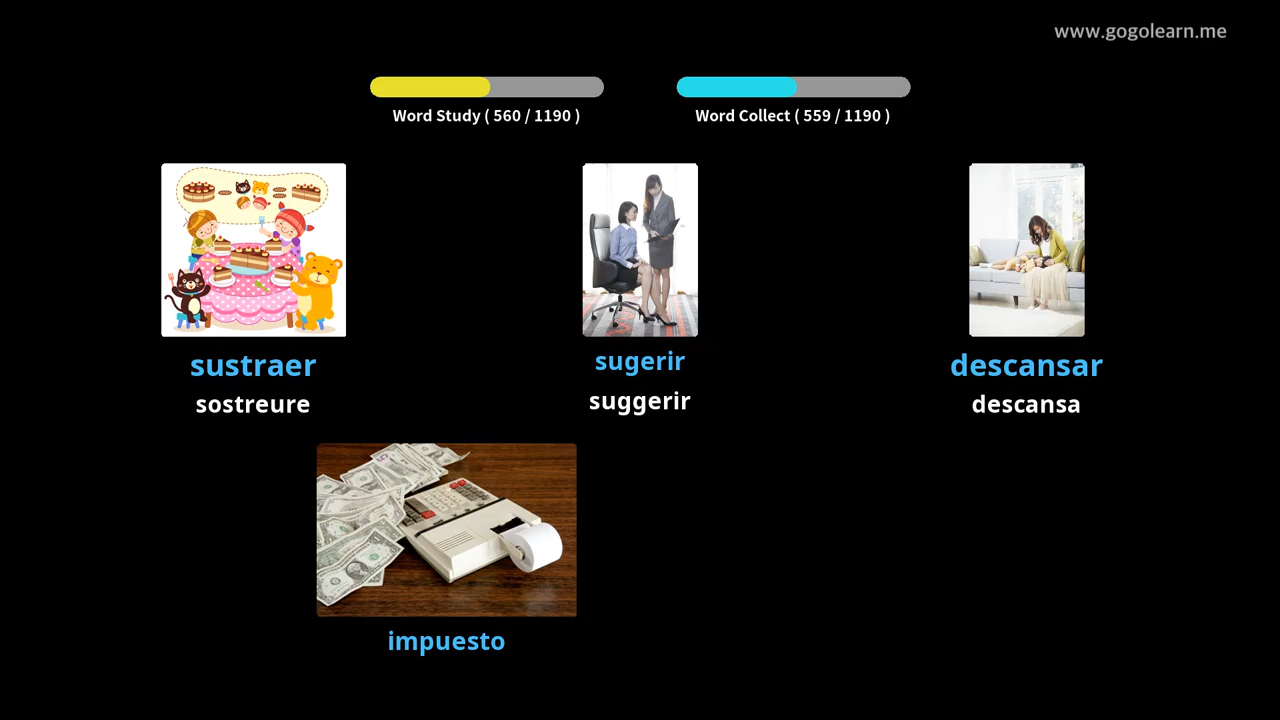 www.gogolearn.me
Word Study ( 560 / 1190 )
Word Collect ( 559 / 1190 )
sustraer
sostreure
sugerir
suggerir
descansar
descansa
impuesto